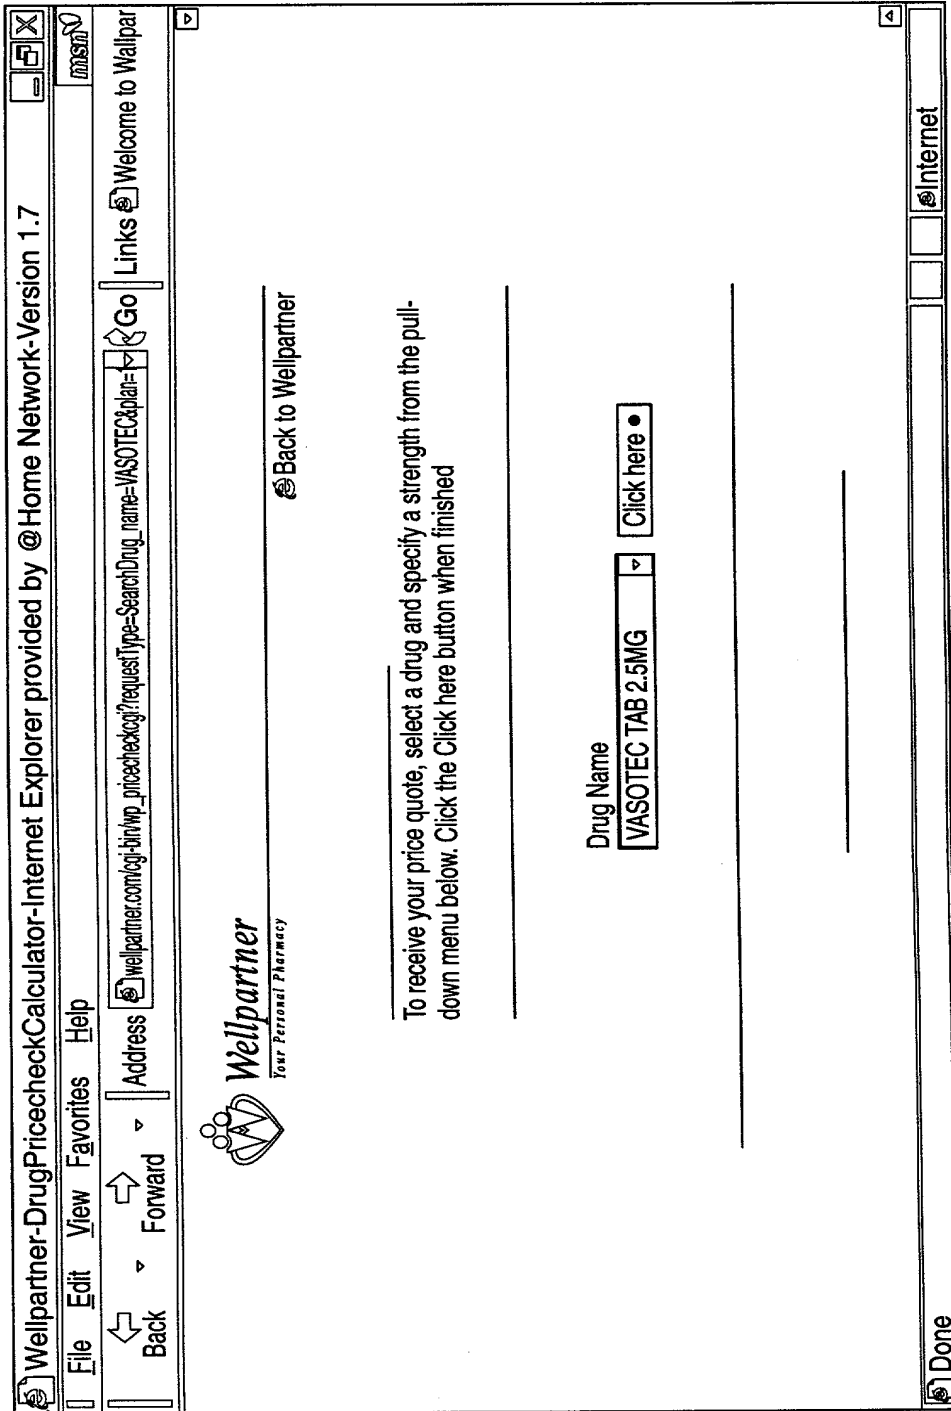 Wellpartner-DrugPricecheckCalculator-Internet Explorer provided by @Home Network-Version 1.7
File Edit View Favorites Help
msn
Back Forward Address wellpartner.com/cgi-bin/wp_pricecheckcgi?requestType=SearchDrug_name=VASOTEC&plan=1 Go Links Welcome to Wallpar
Wellpartner
Your Personal Pharmacy
Back to Wellpartner
To receive your price quote, select a drug and specify a strength from the pull-
down menu below. Click the Click here button when finished
Drug Name
VASOTEC TAB 2.5MG Click here •
Done Internet